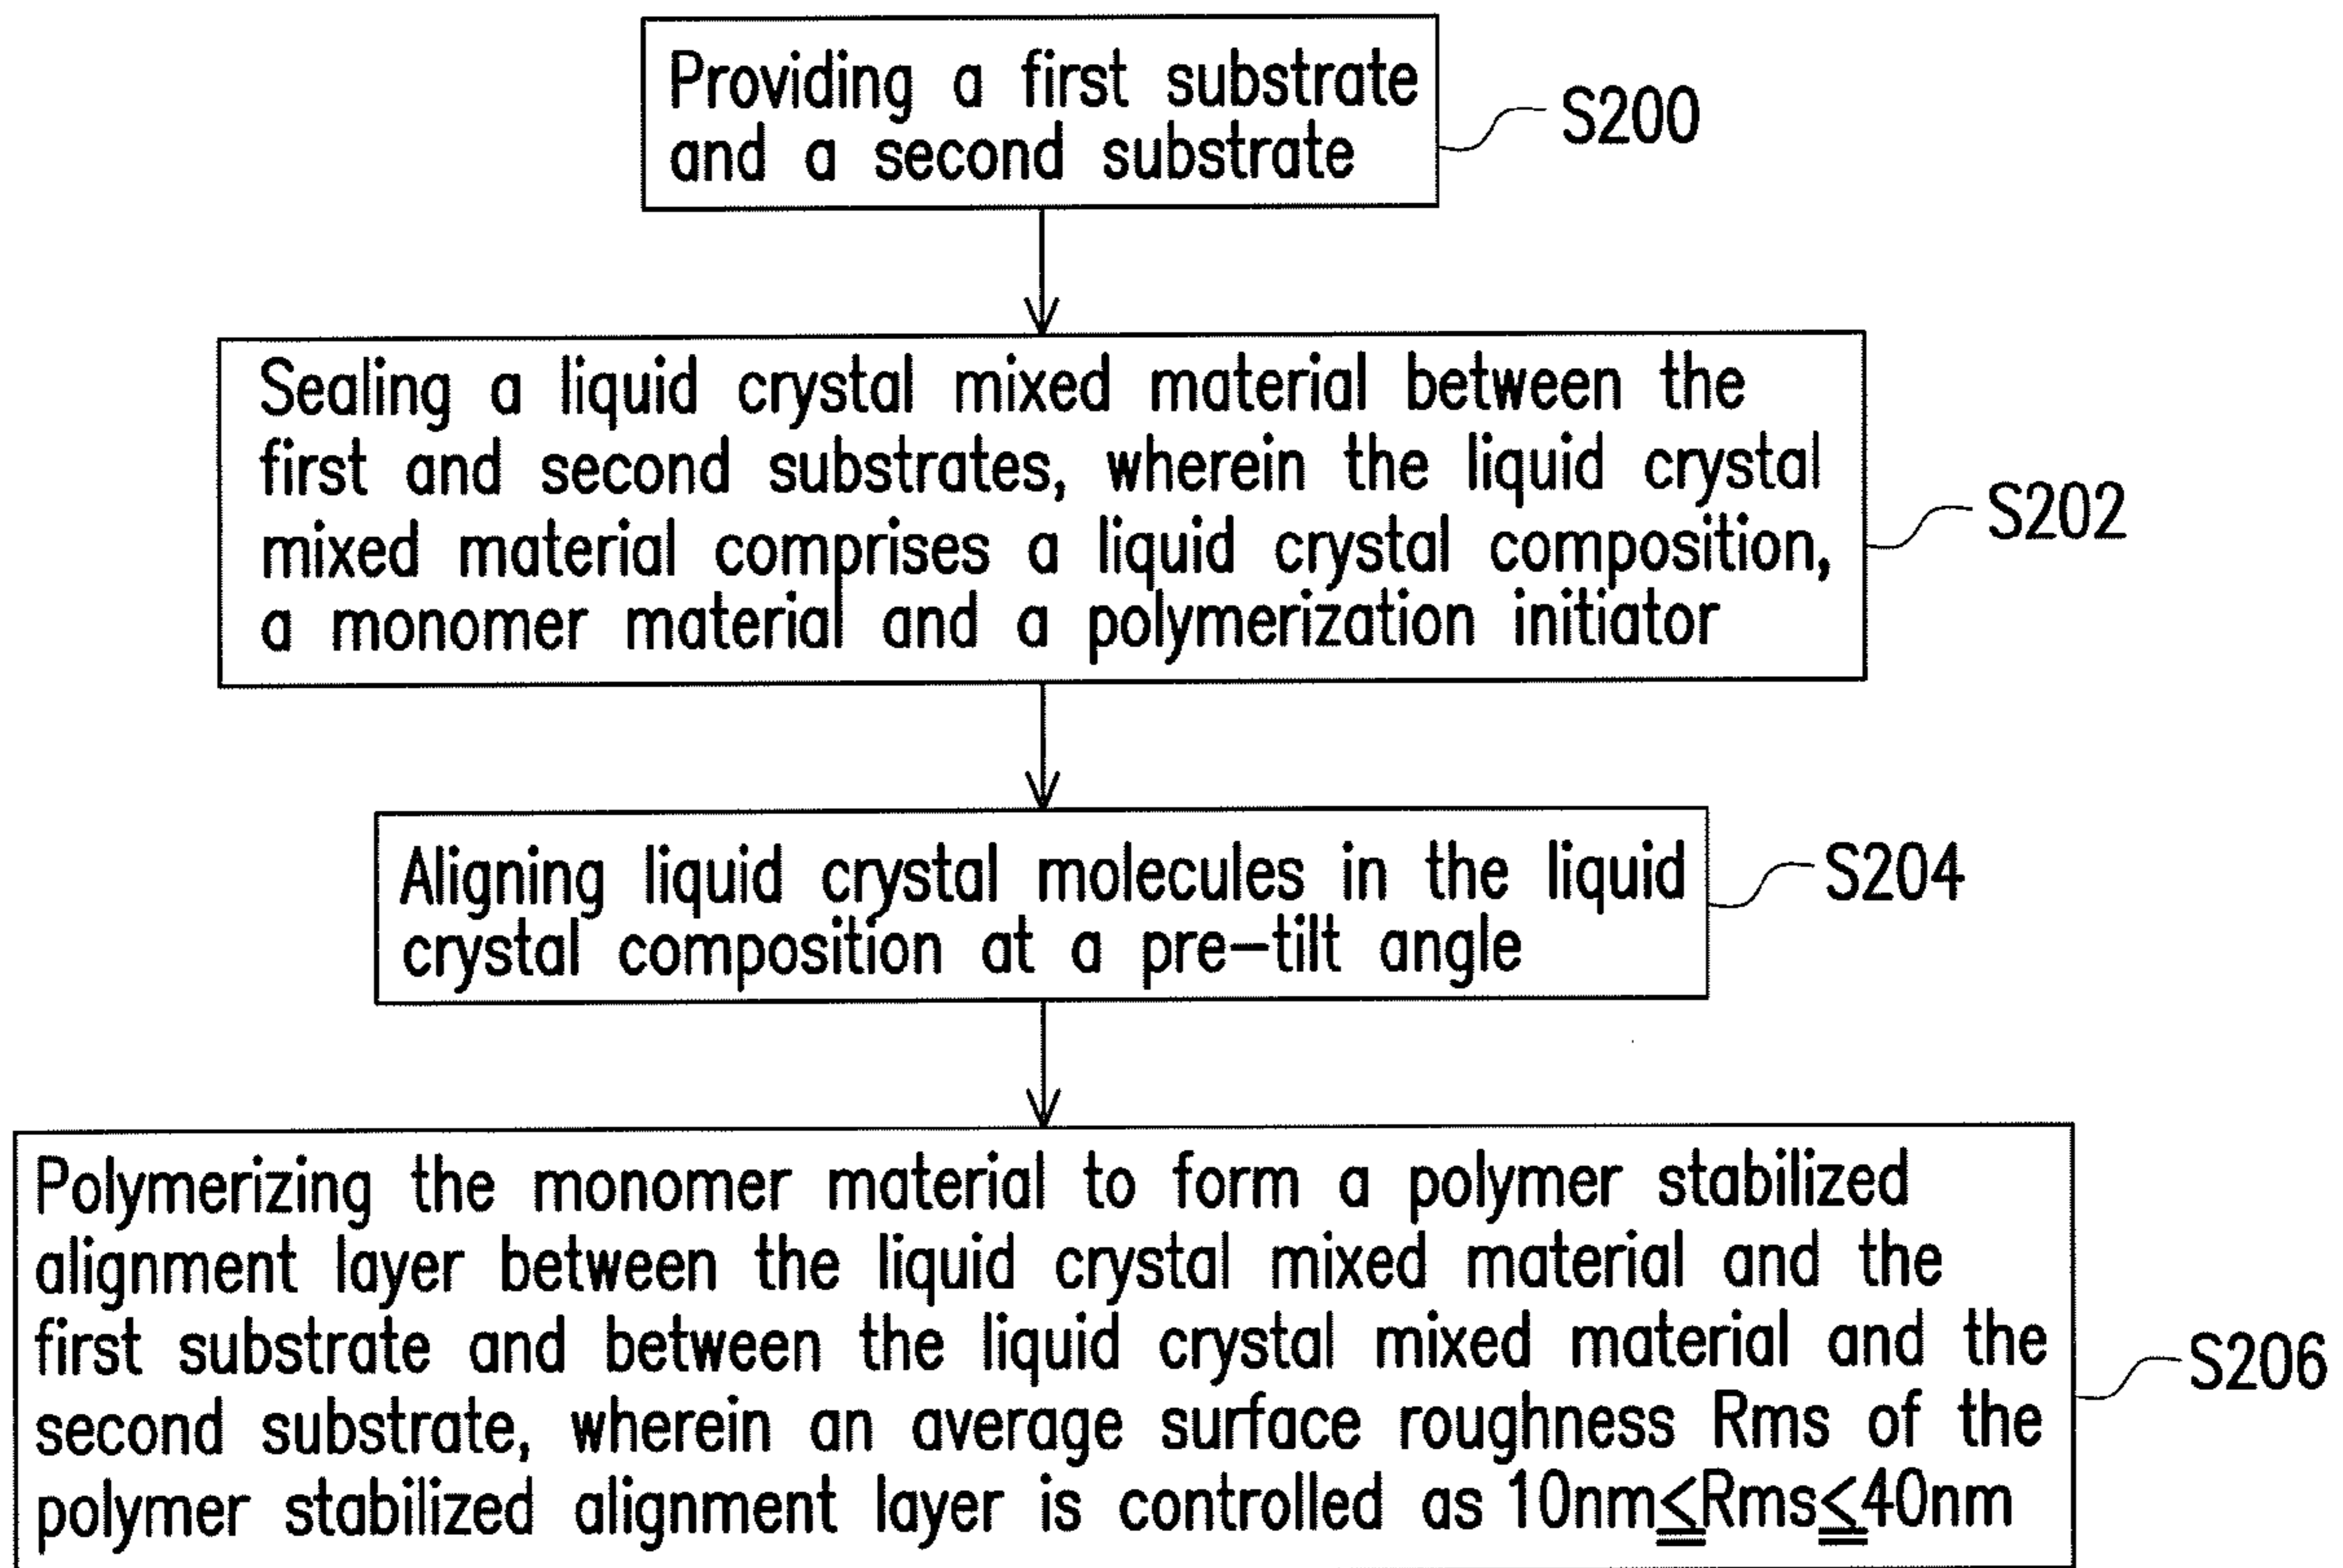 Providing a first substrate
and a second substrate
S200
Sealing a liquid crystal mixed material between the
first and second substrates, wherein the liquid crystal
mixed material comprises a liquid crystal composition,
a monomer material and a polymerization initiator
S202
Aligning liquid crystal molecules in the liquid
crystal composition at a pre-tilt angle
S204
Polymerizing the monomer material to form a polymer stabilized
alignment layer between the liquid crystal mixed material and the
first substrate and between the liquid crystal mixed material and the
second substrate, wherein an average surface roughness Rms of the
polymer stabilized alignment layer is controlled as 10nm≦Rms≦40nm
S206